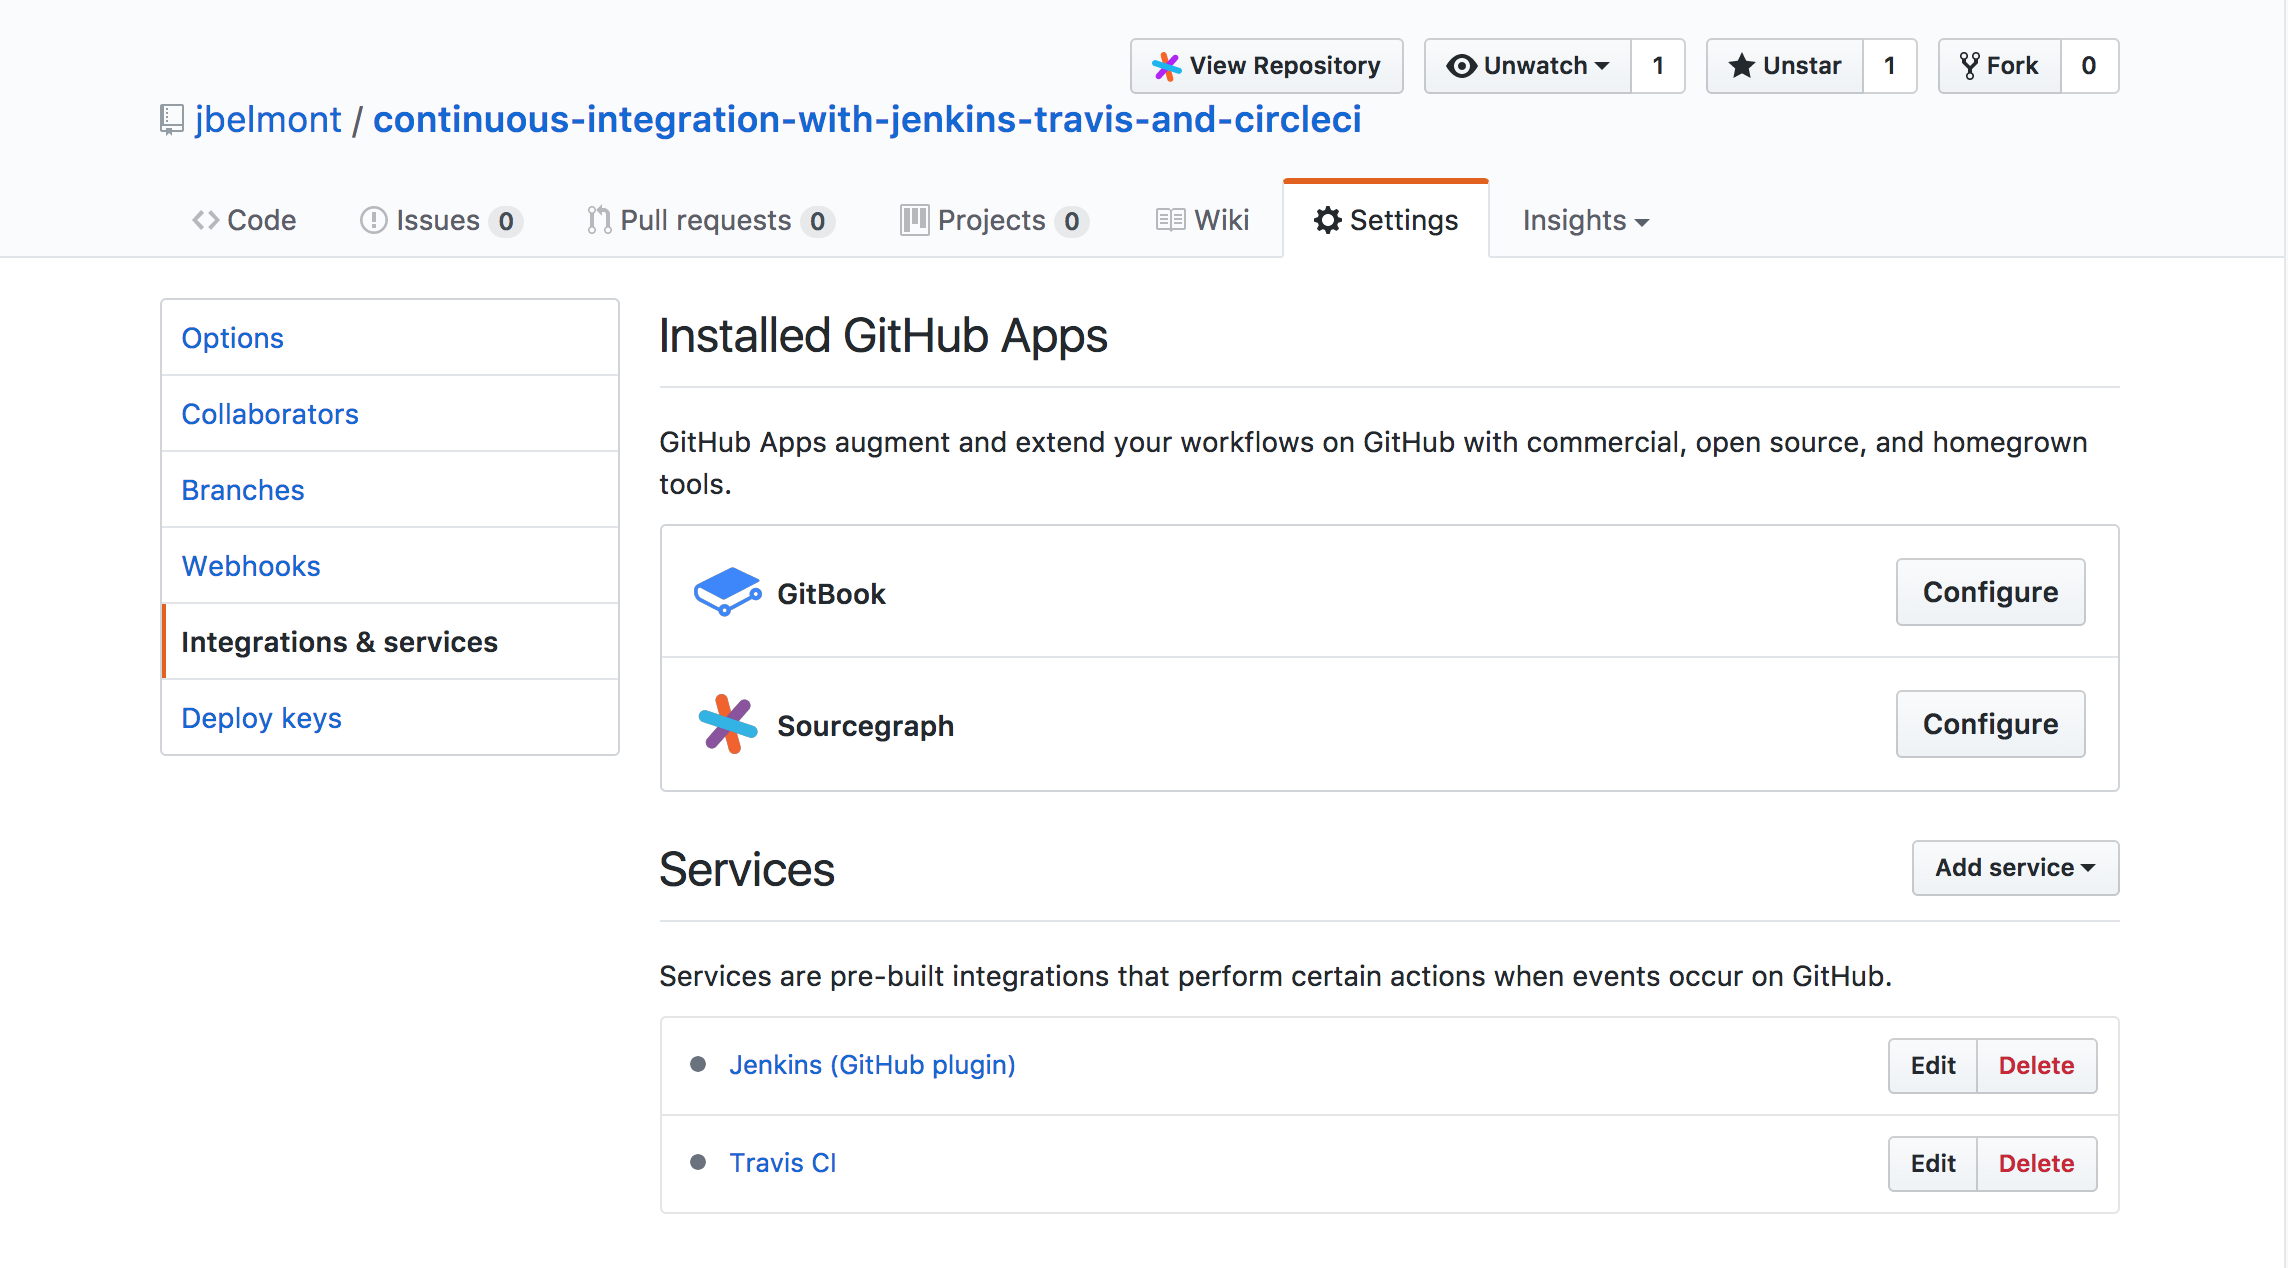 View Repository Unwatch 1 Unstar 1 Fork 0
jbelmont / continuous-integration-with-jenkins-travis-and-circleci
Code Issues 0 Pull requests 0 Projects 0 Wiki Settings Insights
Options
Collaborators
Branches
Webhooks
Integrations & services
Deploy keys
Installed GitHub Apps
GitHub Apps augment and extend your workflows on GitHub with commercial, open source, and homegrown
tools.
GitBook Configure
Sourcegraph Configure
Services Add service
Services are pre-built integrations that perform certain actions when events occur on GitHub.
Jenkins (GitHub plugin) Edit Delete
Travis CI Edit Delete